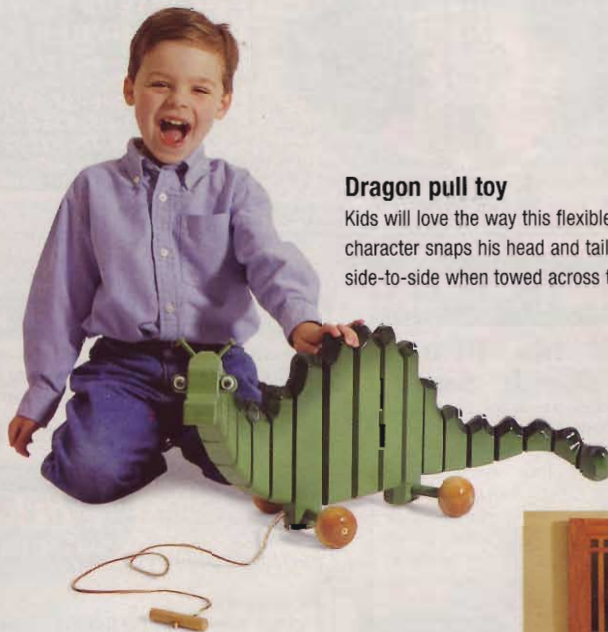 Dragon pull toy
Kids will love the way this flexible
character snaps his head and tail
side-to-side when towed across